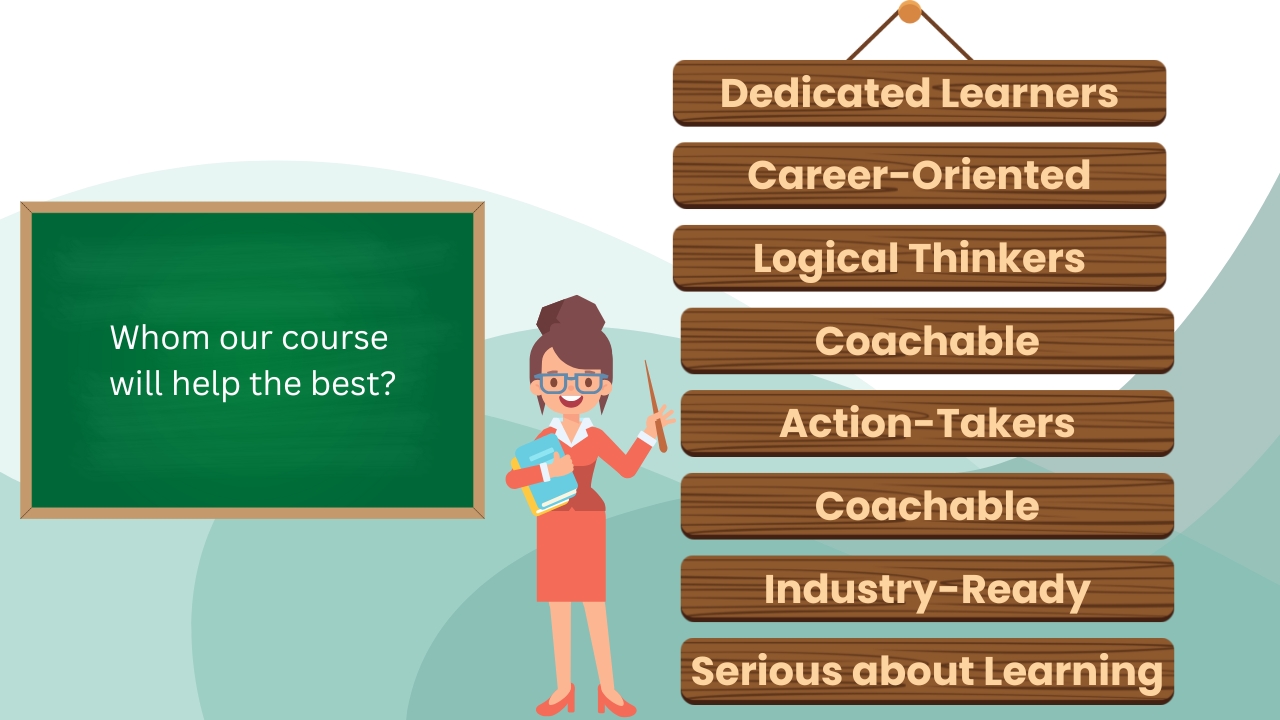 Whom our course
will help the best?
Dedicated Learners
Career-Oriented
Logical Thinkers
Coachable
Action-Takers
Coachable
Industry-Ready
Serious about Learning